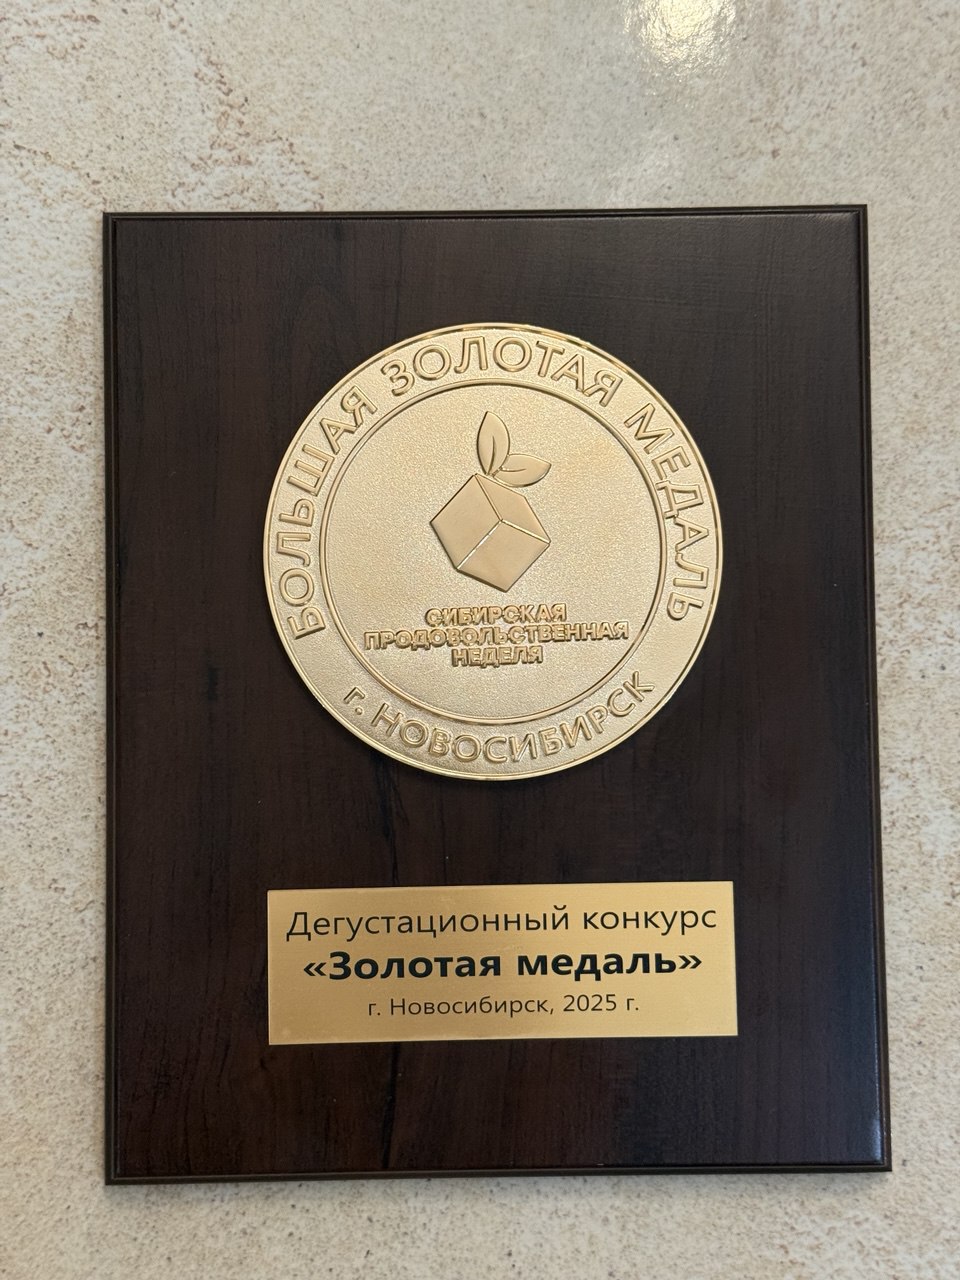 БОЛЬШАЯ ЗОЛОТАЯ МЕДАЛЬ
СИБИРСКАЯ
ПРОДОВОЛЬСТВЕННАЯ
НЕДЕЛЯ
г. НОВОСИБИРСК
Дегустационный конкурс
«Золотая медаль»
г. Новосибирск, 2025 г.